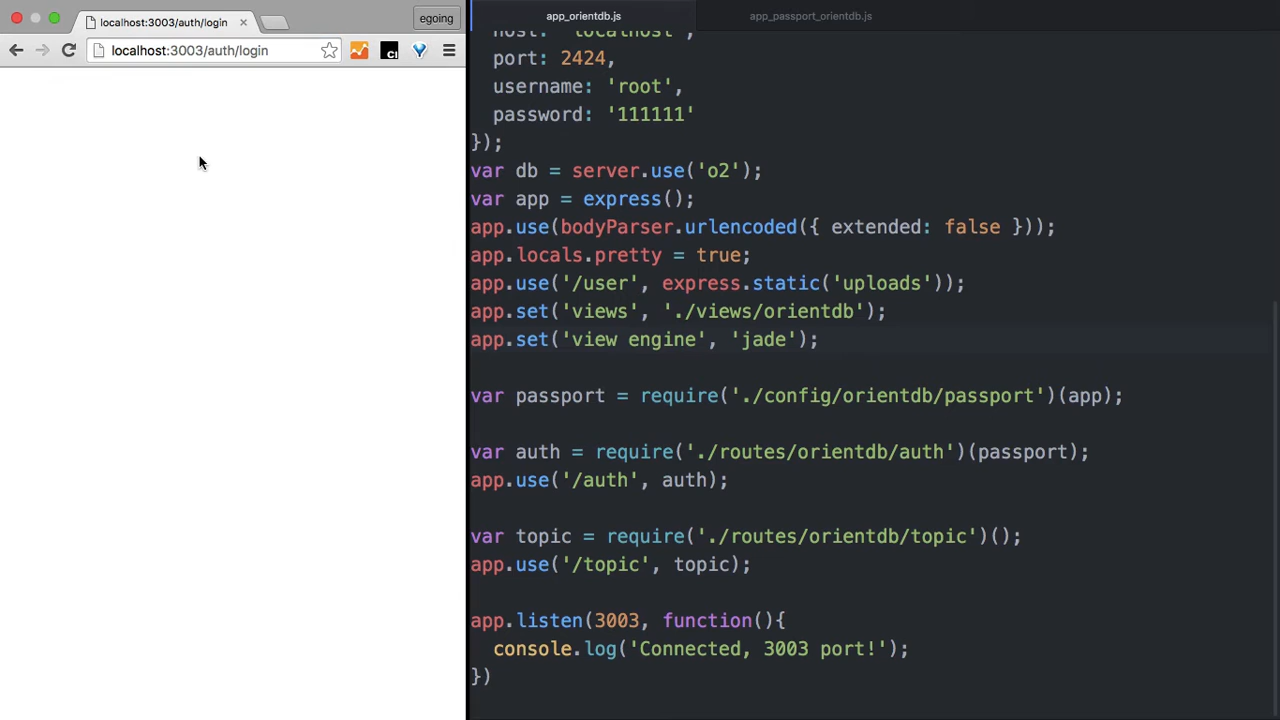 localhost:3003/auth/login
egoing
localhost:3003/auth/login
app_orientdb.js
app_passport_orientdb.js
host: 'localhost',
port: 2424,
username: 'root',
password: '111111'
});
var db = server.use('o2');
var app = express();
app.use(bodyParser.urlencoded({ extended: false }));
app.locals.pretty = true;
app.use('/user', express.static('uploads'));
app.set('views', './views/orientdb');
app.set('view engine', 'jade');
var passport = require('./config/orientdb/passport')(app);
var auth = require('./routes/orientdb/auth')(passport);
app.use('/auth', auth);
var topic = require('./routes/orientdb/topic')();
app.use('/topic', topic);
app.listen(3003, function(){
console.log('Connected, 3003 port!');
})